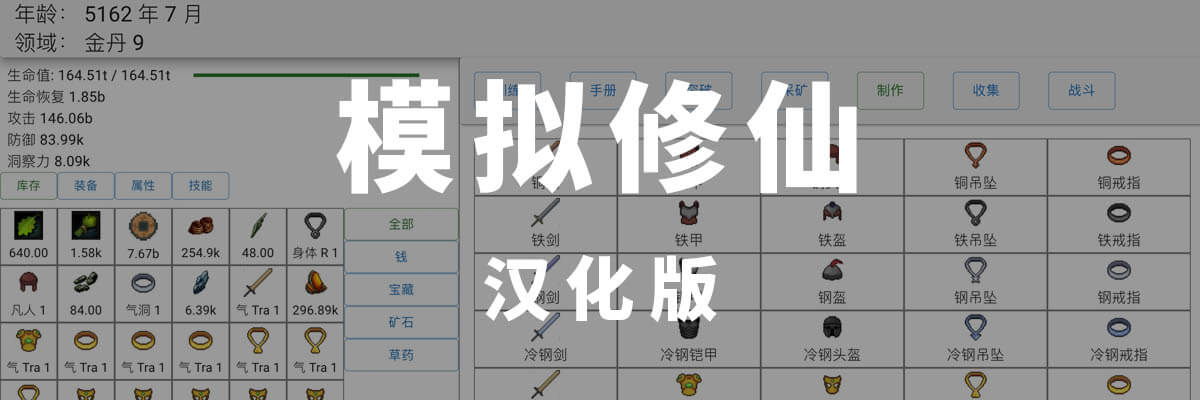 年龄： 5162 年 7 月
领域： 金丹 9
生命值: 164.51t / 164.51t
生命恢复 1.85b
攻击 146.06b
防御 83.99k
洞察力 8.09k
手册 制作 收集 战斗
模拟修仙
汉化版
库存 装备 属性 技能
640.00 1.58k 7.67b 254.9k 48.00 身体 R 1
凡人 1 84.00 气洞 1 6.39k 气 Tra 1 296.89k
气 Tra 1 气 Tra 1 气 Tra 1 气 Tra 1 气 Tra 1 气 Tra 1
全部
钱
宝藏
矿石
草药
铜吊坠 铜戒指
铁剑 铁甲 铁盔 铁吊坠 铁戒指
钢剑 钢盔 钢吊坠 钢戒指
冷钢剑 冷钢铠甲 冷钢头盔 冷钢吊坠 冷钢戒指